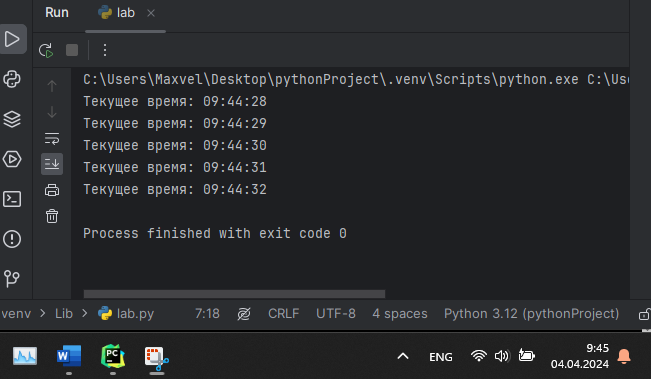 Run lab
C:\Users\Maxvel\Desktop\pythonProject\.venv\Scripts\python.exe C:\Us
Текущее время: 09:44:28
Текущее время: 09:44:29
Текущее время: 09:44:30
Текущее время: 09:44:31
Текущее время: 09:44:32
Process finished with exit code 0
venv > Lib > lab.py 7:18 CRLF UTF-8 4 spaces Python 3.12 (pythonProject)
W PC ENG 9:45
04.04.2024